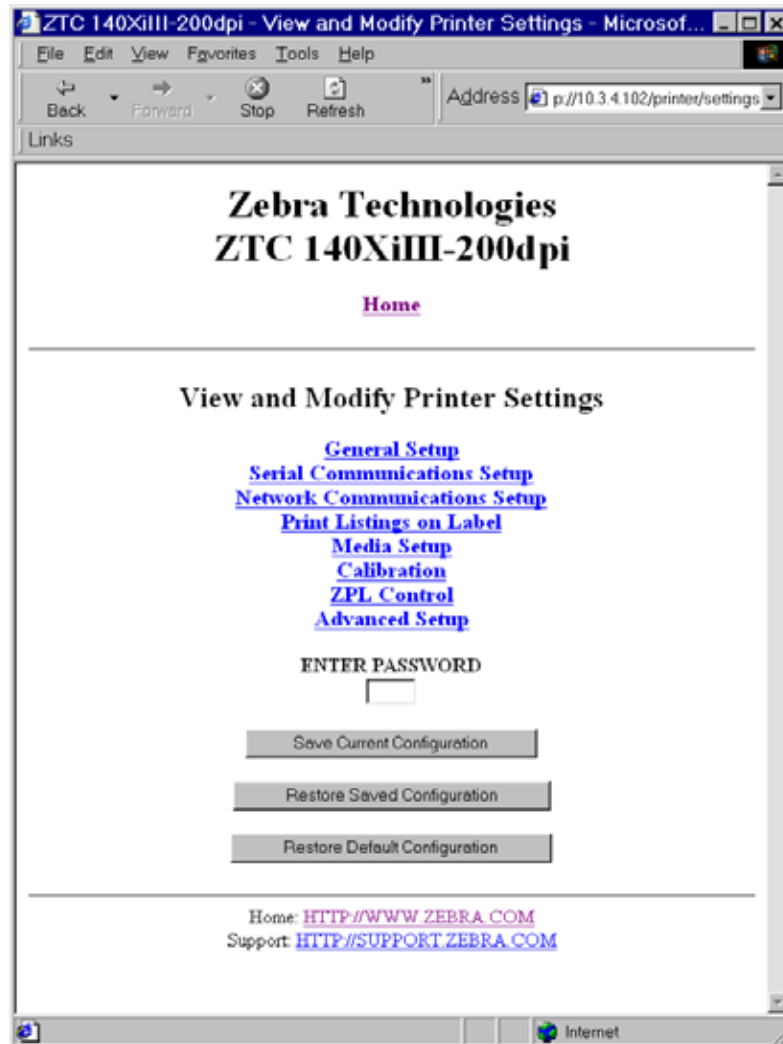 ZTC 140XiIII-200dpi - View and Modify Printer Settings - Microsof...
File Edit View Favorites Tools Help
Back Forward Stop Refresh » Address p://10.3.4.102/printer/settings
Links
Zebra Technologies
ZTC 140XiIII-200dpi
Home
View and Modify Printer Settings
General Setup
Serial Communications Setup
Network Communications Setup
Print Listings on Label
Media Setup
Calibration
ZPL Control
Advanced Setup
ENTER PASSWORD
Save Current Configuration
Restore Saved Configuration
Restore Default Configuration
Home: HTTP://WWW.ZEBRA.COM
Support: HTTP://SUPPORT.ZEBRA.COM
Internet